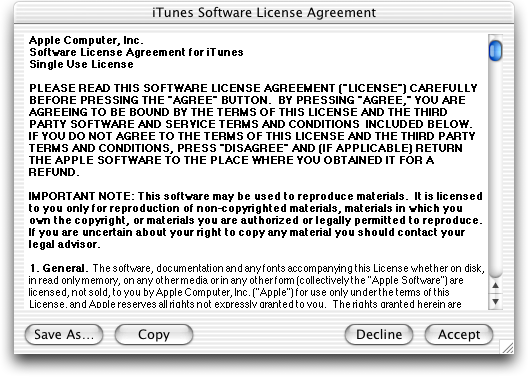 iTunes Software License Agreement
Apple Computer, Inc.
Software License Agreement for iTunes
Single Use License
PLEASE READ THIS SOFTWARE LICENSE AGREEMENT ("LICENSE") CAREFULLY
BEFORE PRESSING THE "AGREE" BUTTON.  BY PRESSING "AGREE," YOU ARE
AGREEING TO BE BOUND BY THE TERMS OF THIS LICENSE AND THE THIRD
PARTY SOFTWARE AND SERVICE TERMS AND CONDITIONS  INCLUDED BELOW.
IF YOU DO NOT AGREE TO THE TERMS OF THIS LICENSE AND THE THIRD PARTY
TERMS AND CONDITIONS, PRESS "DISAGREE" AND (IF APPLICABLE) RETURN
THE APPLE SOFTWARE TO THE PLACE WHERE YOU OBTAINED IT FOR A
REFUND.
IMPORTANT NOTE: This software may be used to reproduce materials.  It is licensed
to you only for reproduction of non-copyrighted materials, materials in which you
own the copyright, or materials you are authorized or legally permitted to reproduce.
If you are uncertain about your right to copy any material you should contact your
legal advisor.
1. General.  The software, documentation and any fonts accompanying this License whether on disk,
in read only memory, on any other media or in any other form (collectively the "Apple Software") are
licensed, not sold, to you by Apple Computer, Inc. ("Apple") for use only under the terms of this
License, and Apple reserves all rights not expressly granted to you.  The rights granted herein are
Save As... Copy Decline Accept